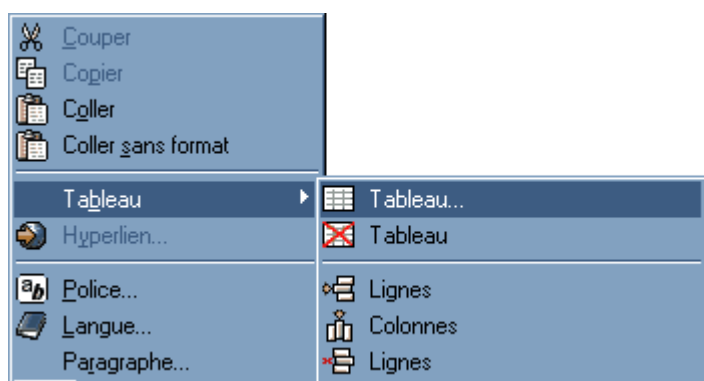 Couper
Copier
Coller
Coller sans format
Tableau
Hyperlien...
Police...
Langue...
Paragraphe...
Tableau...
Tableau
Lignes
Colonnes
Lignes